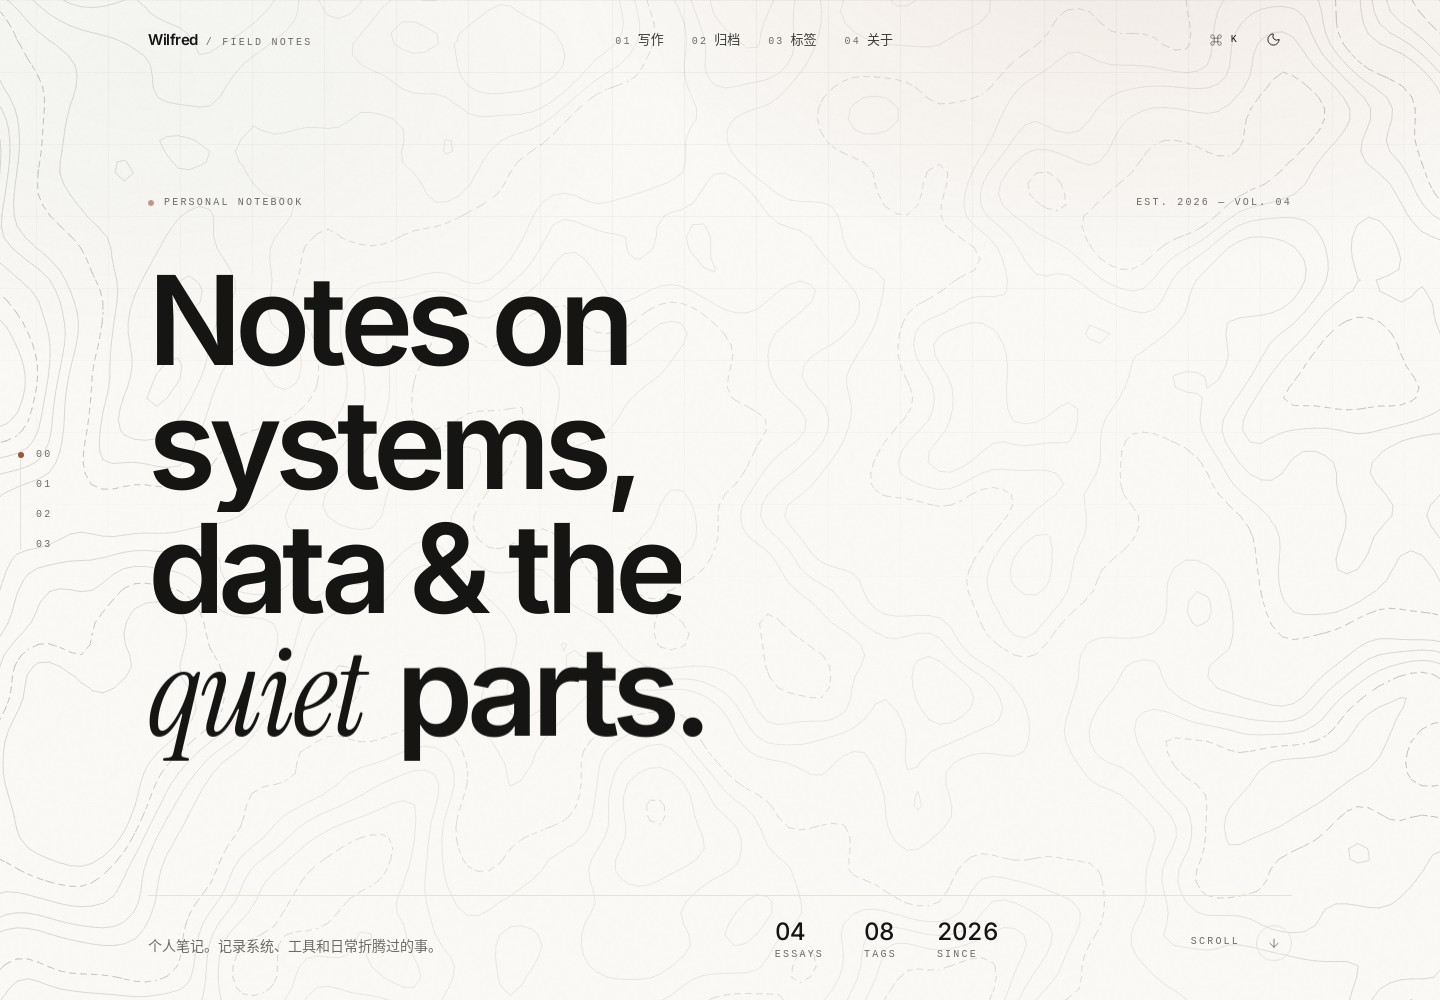 Wilfred / FIELD NOTES
01 写作 02 归档 03 标签 04 关于
⌘ K
PERSONAL NOTEBOOK
EST. 2026 — VOL. 04
Notes on
systems,
data & the
quiet parts.
00
01
02
03
个人笔记。记录系统、工具和日常折腾过的事。
04 08 2026
ESSAYS TAGS SINCE
SCROLL